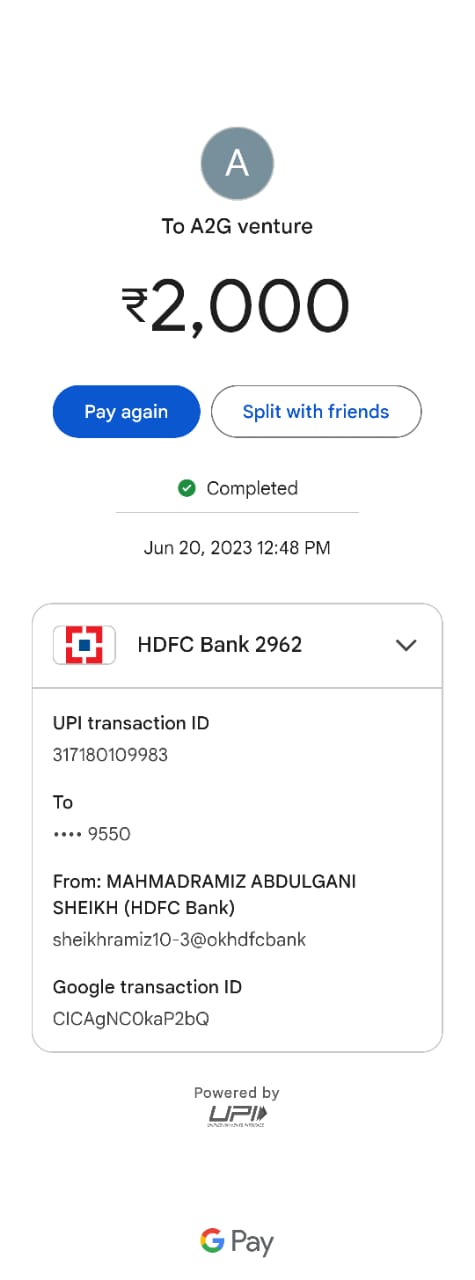 A
To A2G venture
₹2,000
Pay again
Split with friends
Completed
Jun 20, 2023 12:48 PM
HDFC Bank 2962
UPI transaction ID
317180109983
To
•••• 9550
From: MAHMADRAMIZ ABDULGANI
SHEIKH (HDFC Bank)
sheikhramiz10-3@okhdfcbank
Google transaction ID
CICAgNC0kaP2bQ
Powered by
UPI
G Pay